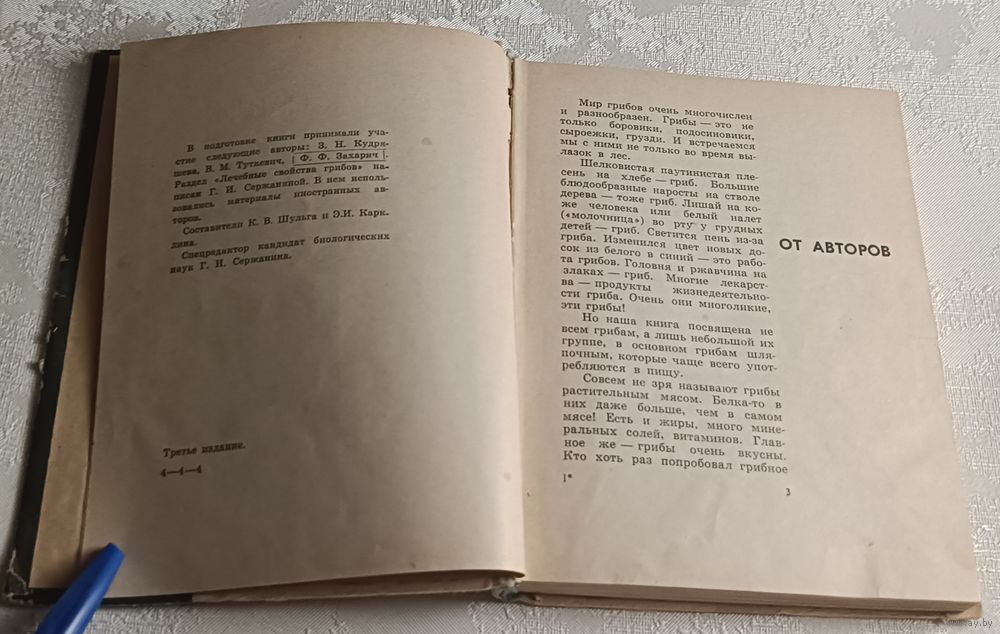 В подготовке книги принимали уча-
стие следующие авторы: З. Н. Кудря-
шева, В. М. Туткевич, | Ф. Ф. Захарич |.
Раздел «Лечебные свойства грибов» на-
писан Г. И. Сержаниной. В нем исполь-
зовались материалы иностранных ав-
торов.
Составители К. В. Шульга и Э.И. Карк-
лина.
Спецредактор кандидат биологических
наук Г. И. Сержанина.
Третье издание.
4—4—4
Мир грибов очень многочислен
и разнообразен. Грибы — это не
только боровики, подосиновики,
сыроежки, грузди. И встречаемся
мы с ними не только во время вы-
лазок в лес.
Шелковистая паутинистая пле-
сень на хлебе — гриб. Большие
блюдообразные наросты на стволе
дерева — тоже гриб. Лишай на ко-
же человека или белый налет
(«молочница») во рту у грудных
детей — гриб. Светится пень из-за
гриба. Изменился цвет новых до-
сок из белого в синий — это рабо-
та грибов. Головня и ржавчина на
злаках — гриб. Многие лекарст-
ва — продукты жизнедеятельно-
сти гриба. Очень они многоликие,
эти грибы!
Но наша книга посвящена не
всем грибам, а лишь небольшой их
группе, в основном грибам шля-
почным, которые чаще всего упот-
ребляются в пищу.
Совсем не зря называют грибы
растительным мясом. Белка-то в
них даже больше, чем в самом
мясе! Есть и жиры, много мине-
ральных солей, витаминов. Глав-
ное же — грибы очень вкусны.
Кто хоть раз попробовал грибное
1*
3
ОТ АВТОРОВ